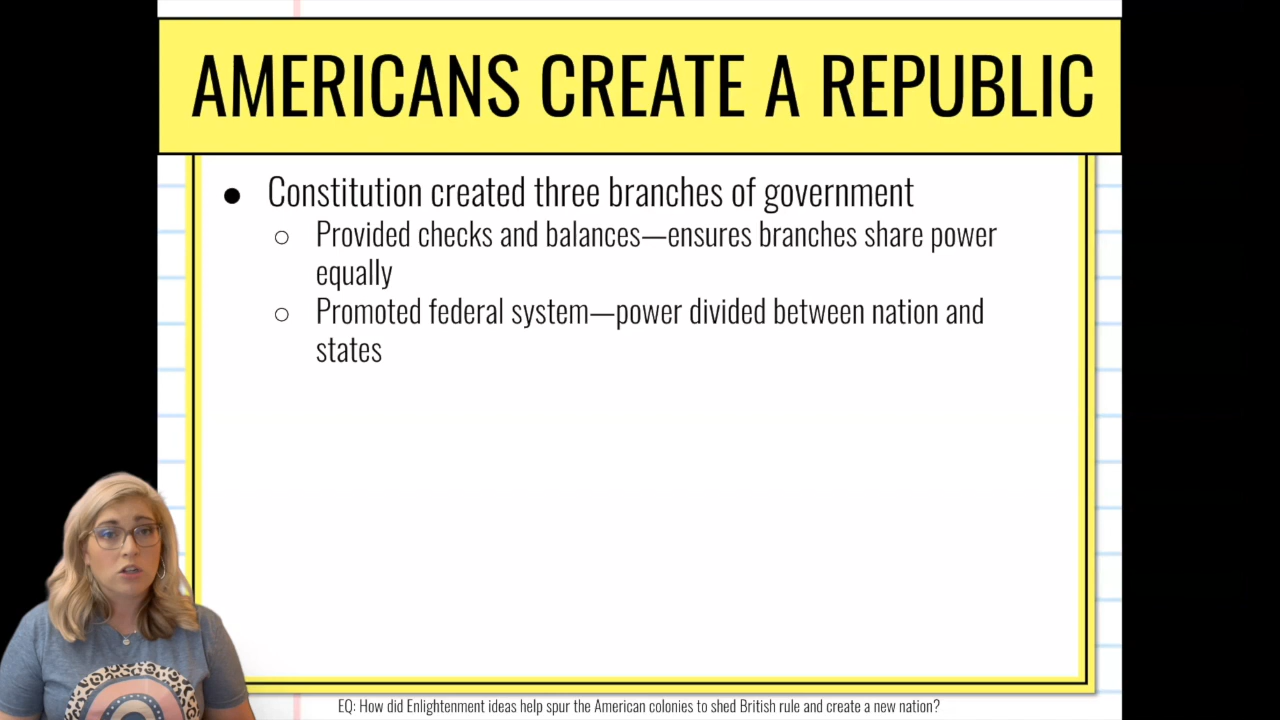 AMERICANS CREATE A REPUBLIC
● Constitution created three branches of government
○ Provided checks and balances—ensures branches share power
equally
○ Promoted federal system—power divided between nation and
states
EQ: How did Enlightenment ideas help spur the American colonies to shed British rule and create a new nation?